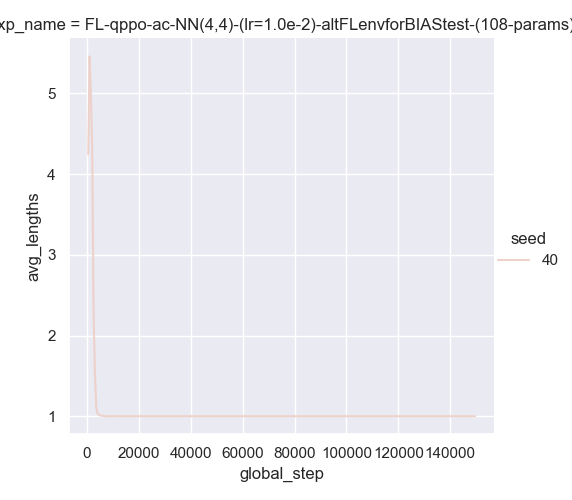 xp_name = FL-qppo-ac-NN(4,4)-(lr=1.0e-2)-altFLenvforBIAStest-(108-params)
5
4
3
2
1
avg_lengths
seed
40
0 20000 40000 60000 80000 100000 120000 140000
global_step